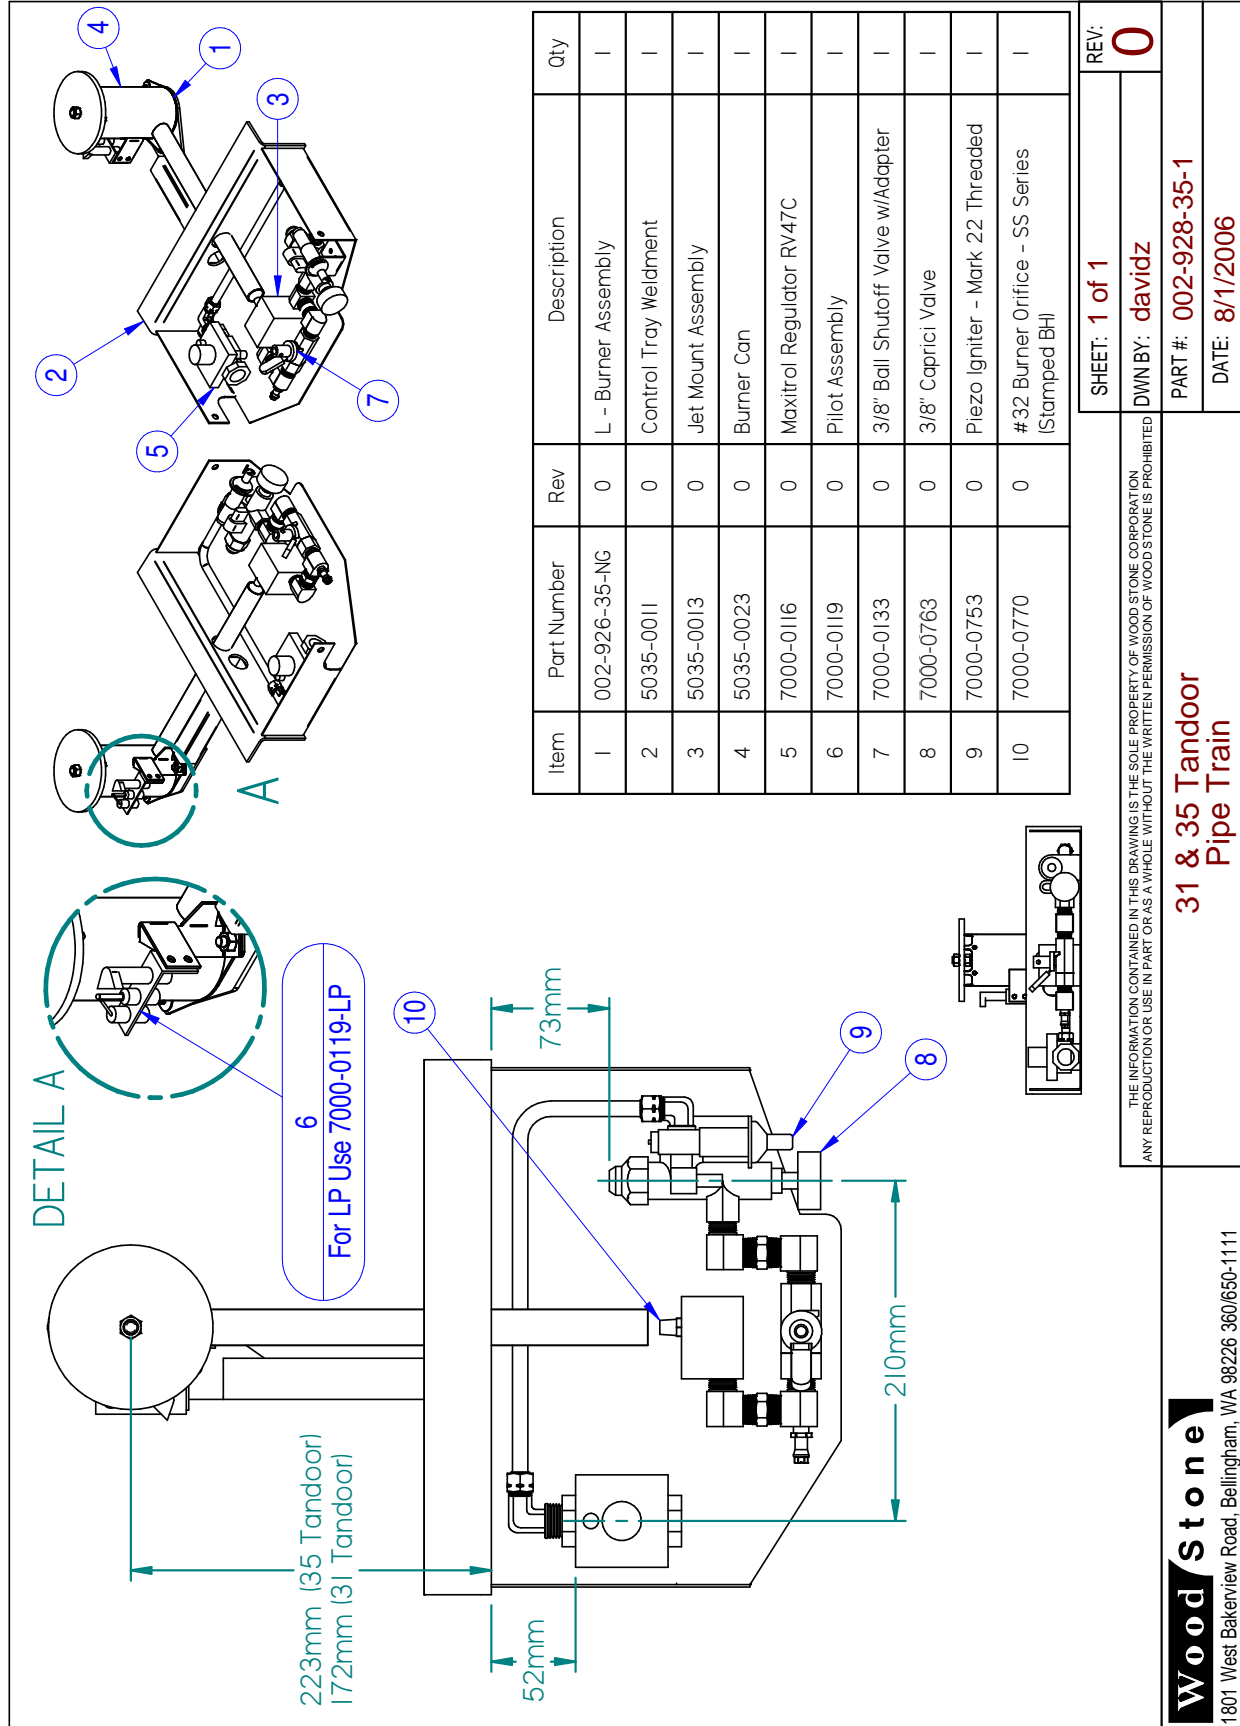 DETAIL A
A
4
1
3
2
5
7
6
For LP Use 7000-0119-LP
10
9
8
223mm (35 Tandoor)
172mm (31 Tandoor)
52mm
73mm
210mm
Item Part Number Rev Description Qty
1 002-926-35-NG 0 L - Burner Assembly 1
2 5035-0011 0 Control Tray Weldment 1
3 5035-0013 0 Jet Mount Assembly 1
4 5035-0023 0 Burner Can 1
5 7000-0116 0 Maxitrol Regulator RV47C 1
6 7000-0119 0 Pilot Assembly 1
7 7000-0133 0 3/8" Ball Shutoff Valve w/Adapter 1
8 7000-0763 0 3/8" Caprici Valve 1
9 7000-0753 0 Piezo Igniter - Mark 22 Threaded 1
10 7000-0770 0 #32 Burner Orifice - SS Series 1
(Stamped BH)
THE INFORMATION CONTAINED IN THIS DRAWING IS THE SOLE PROPERTY OF WOOD STONE CORPORATION
ANY REPRODUCTION OR USE IN PART OR AS A WHOLE WITHOUT THE WRITTEN PERMISSION OF WOOD STONE IS PROHIBITED
SHEET: 1 of 1
REV:
0
DWN BY: davidz
PART #: 002-928-35-1
DATE: 8/1/2006
31 & 35 Tandoor
Pipe Train
Wood stone
1801 West Bakerview Road, Bellingham, WA 98226 360/650-1111